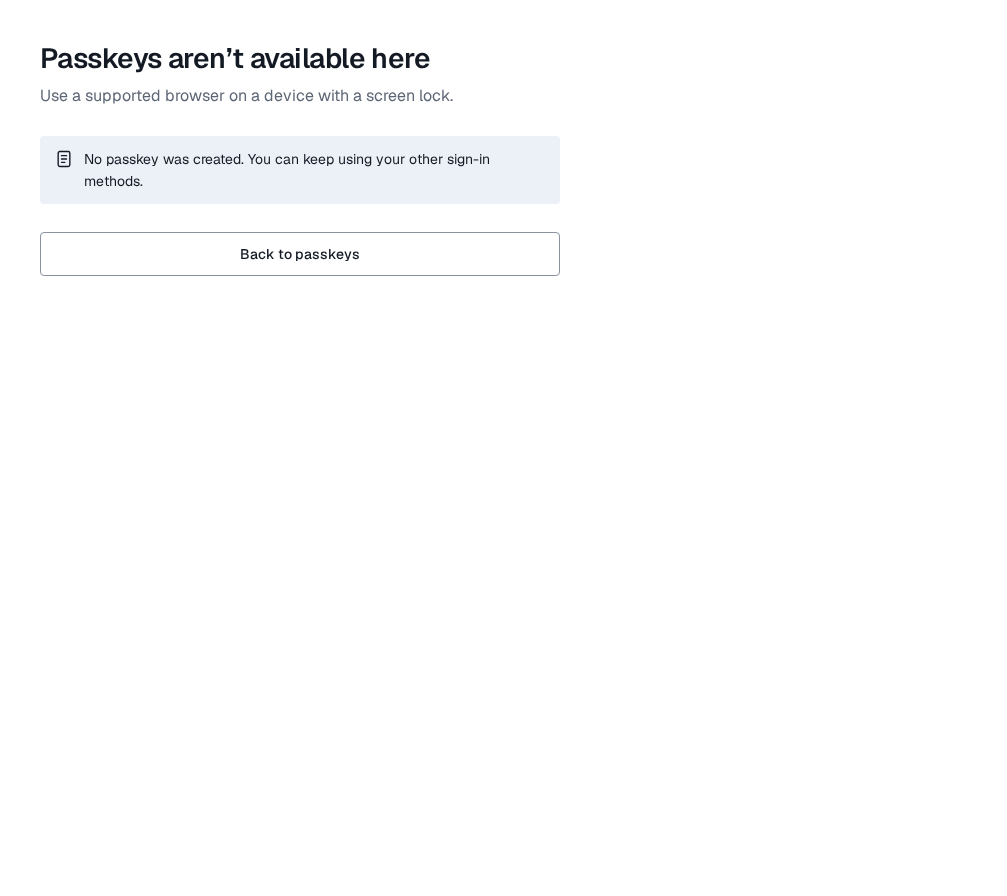 Passkeys aren’t available here
Use a supported browser on a device with a screen lock.
No passkey was created. You can keep using your other sign-in
methods.
Back to passkeys